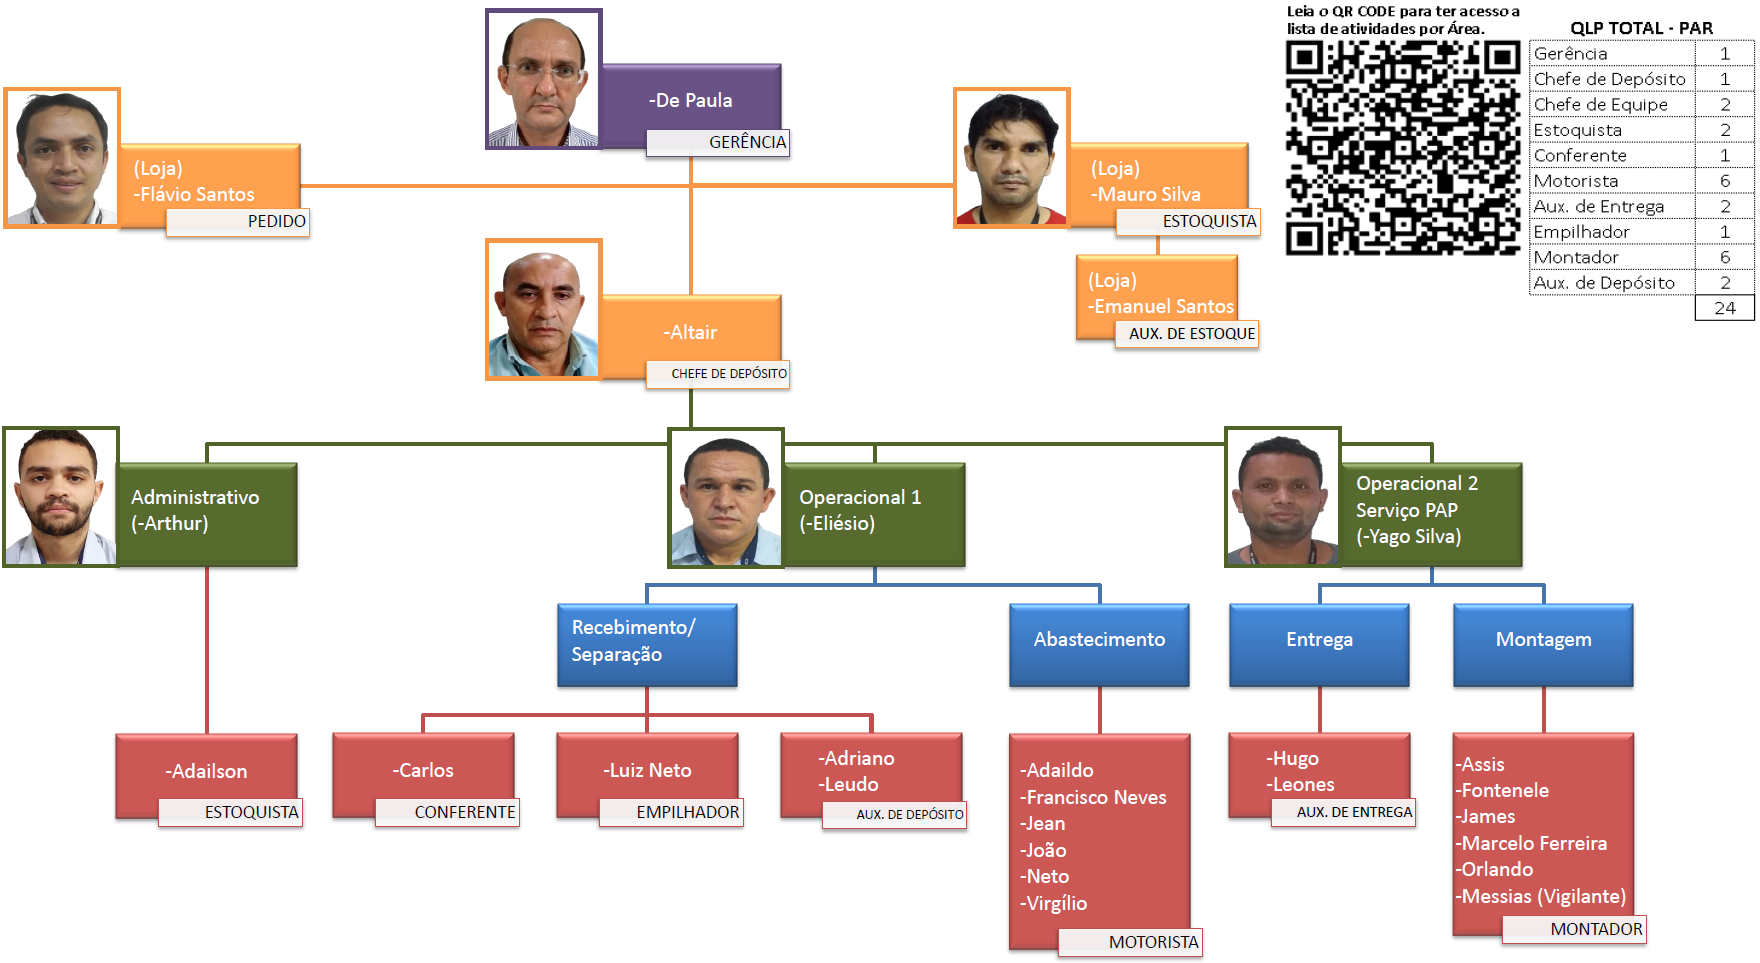 Leia o QR CODE para ter acesso a
lista de atividades por Área.
QLP TOTAL - PAR
Gerência 1
Chefe de Depósito 1
Chefe de Equipe 2
Estoquista 2
Conferente 1
Motorista 6
Aux. de Entrega 2
Empilhador 1
Montador 6
Aux. de Depósito 2
24
-De Paula
GERÊNCIA
(Loja)
-Flávio Santos
PEDIDO
(Loja)
-Mauro Silva
ESTOQUISTA
(Loja)
-Emanuel Santos
AUX. DE ESTOQUE
-Altair
CHEFE DE DEPÓSITO
Administrativo
(-Arthur)
Operacional 1
(-Eliésio)
Operacional 2
Serviço PAP
(-Yago Silva)
Recebimento/
Separação
Abastecimento
Entrega
Montagem
-Adailson
ESTOQUISTA
-Carlos
CONFERENTE
-Luiz Neto
EMPILHADOR
-Adriano
-Leudo
AUX. DE DEPÓSITO
-Adaildo
-Francisco Neves
-Jean
-João
-Neto
-Virgílio
MOTORISTA
-Hugo
-Leones
AUX. DE ENTREGA
-Assis
-Fontenele
-James
-Marcelo Ferreira
-Orlando
-Messias (Vigilante)
MONTADOR